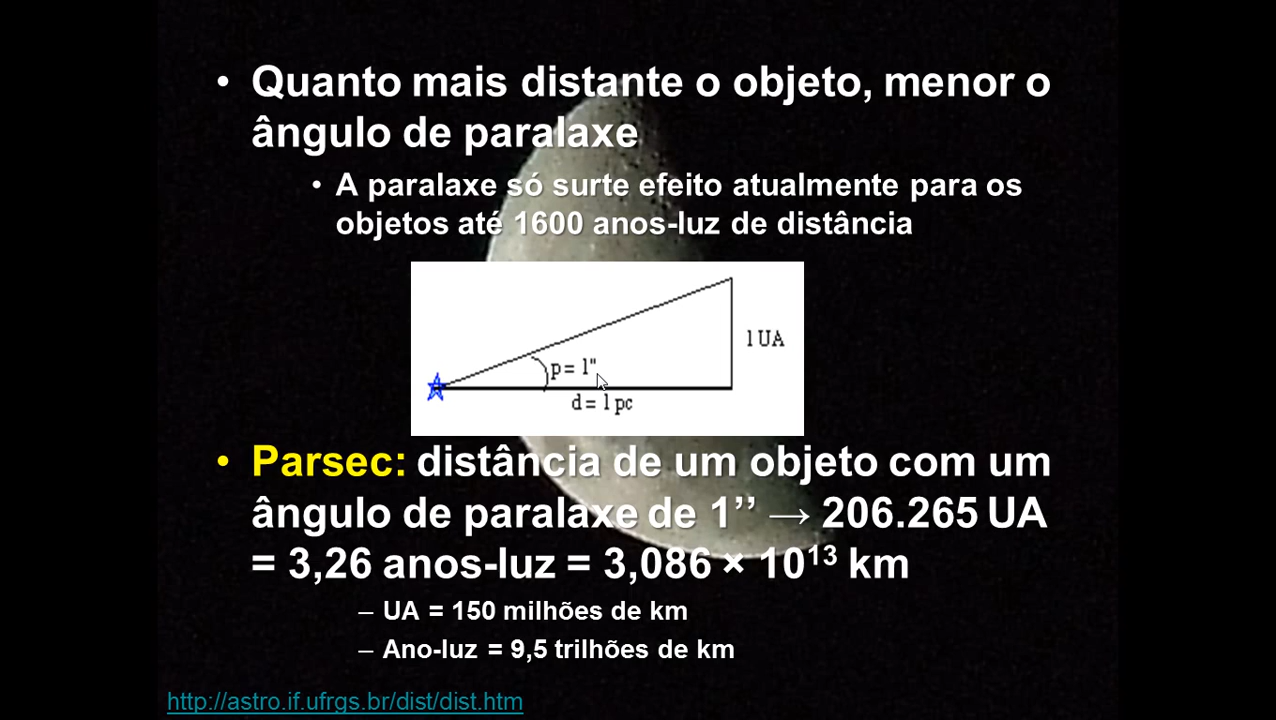 • Quanto mais distante o objeto, menor o
ângulo de paralaxe
• A paralaxe só surte efeito atualmente para os
objetos até 1600 anos-luz de distância
1 UA
p = 1"
d = 1 pc
• Parsec: distância de um objeto com um
ângulo de paralaxe de 1’’ → 206.265 UA
= 3,26 anos-luz = 3,086 × 10¹³ km
– UA = 150 milhões de km
– Ano-luz = 9,5 trilhões de km
http://astro.if.ufrgs.br/dist/dist.htm